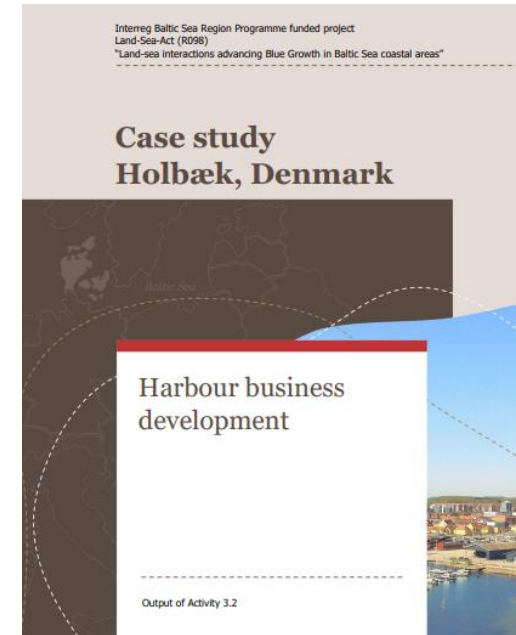 Interreg Baltic Sea Region Programme funded project
Land-Sea-Act (R098)
"Land-sea interactions advancing Blue Growth in Baltic Sea coastal areas"
Case study
Holbæk, Denmark
Baltic Sea
Harbour business
development
Output of Activity 3.2